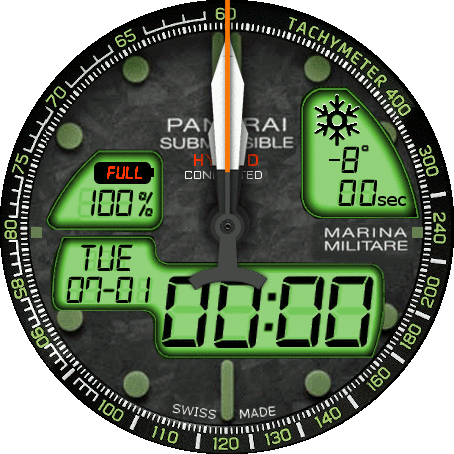 TACHYMETER 400
300
240
200
180
160
140
130
120
110
100
90
85
80
75
70
65
60
PANERAI
SUBMERSIBLE
HYBRID
CONNECTED
-8°
00sec
FULL
100%
MARINA
MILITARE
TUE
07-01
00:00
SWISS MADE